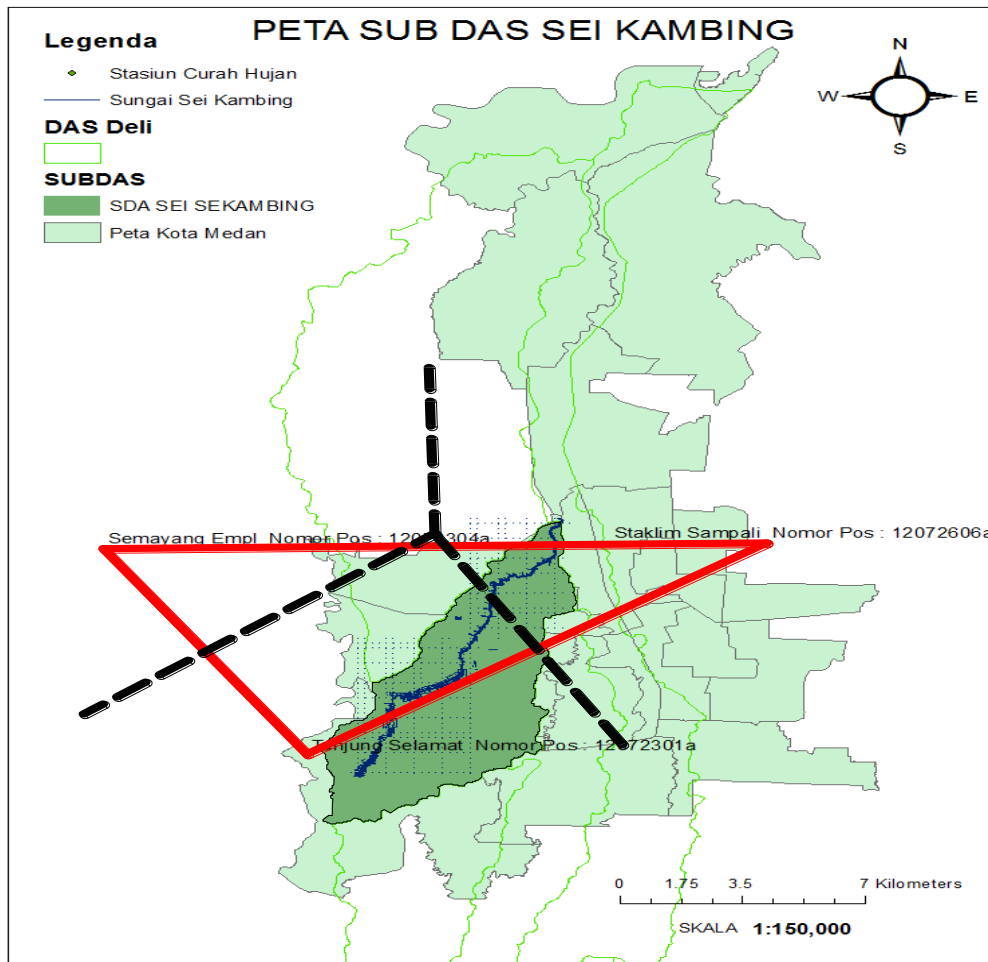 PETA SUB DAS SEI KAMBING
Legenda
Stasiun Curah Hujan
Sungai Sei Kambing
DAS Deli
SUBDAS
SDA SEI SEKAMBING
Peta Kota Medan
N
W E
S
Semayang Empl Nomor Pos :
Staklim Sampali Nomor Pos : 12072606a
Tanjung Selamat Nomor Pos : 12072301a
0 1.75 3.5 7 Kilometers
SKALA 1:150,000